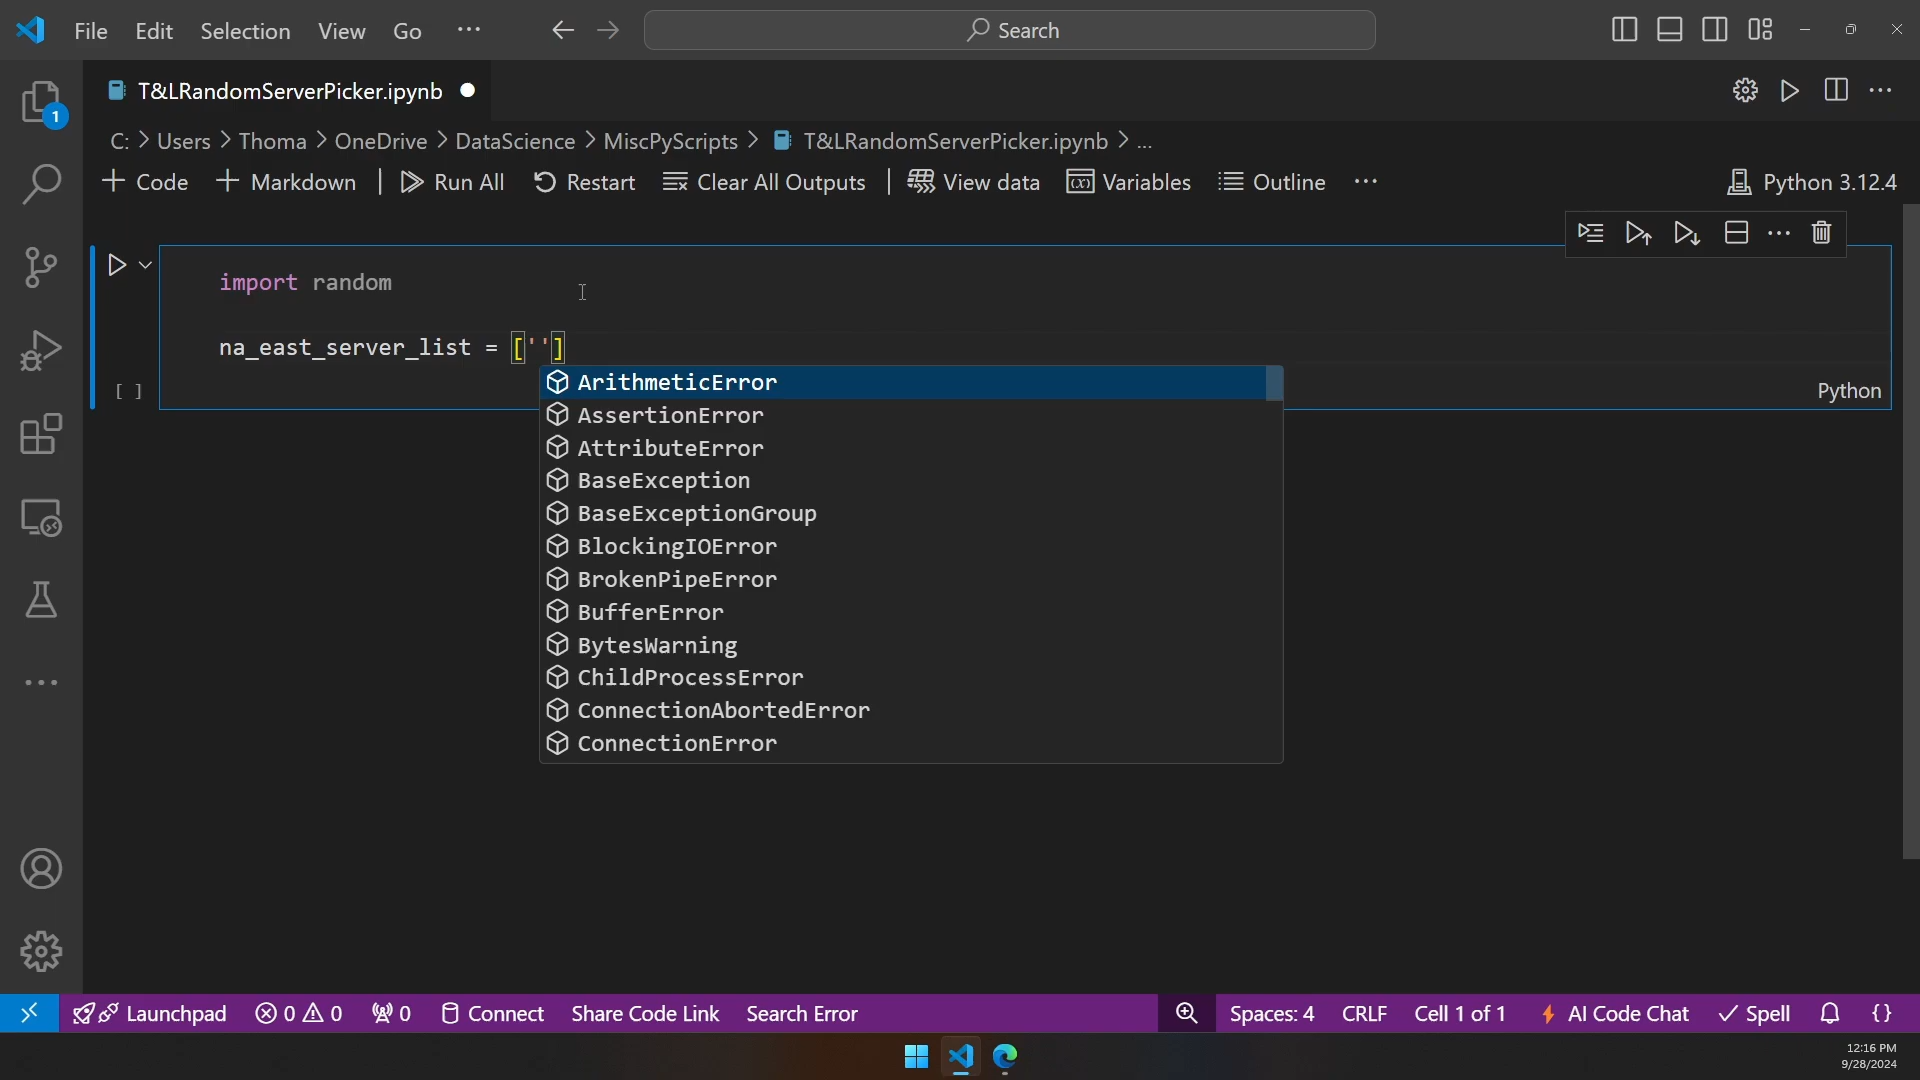 File Edit Selection View Go ··· Search
1
T&LRandomServerPicker.ipynb
C: > Users > Thoma > OneDrive > DataScience > MiscPyScripts > T&LRandomServerPicker.ipynb > ...
+ Code + Markdown | Run All Restart Clear All Outputs | View data Variables Outline ··· Python 3.12.4
import random
na_east_server_list = ['']
[ ]
Python
ArithmeticError
AssertionError
AttributeError
BaseException
BaseExceptionGroup
BlockingIOError
BrokenPipeError
BufferError
BytesWarning
ChildProcessError
ConnectionAbortedError
ConnectionError
Launchpad 0 0 0 Connect Share Code Link Search Error Spaces: 4 CRLF Cell 1 of 1 AI Code Chat Spell { }
12:16 PM
9/28/2024